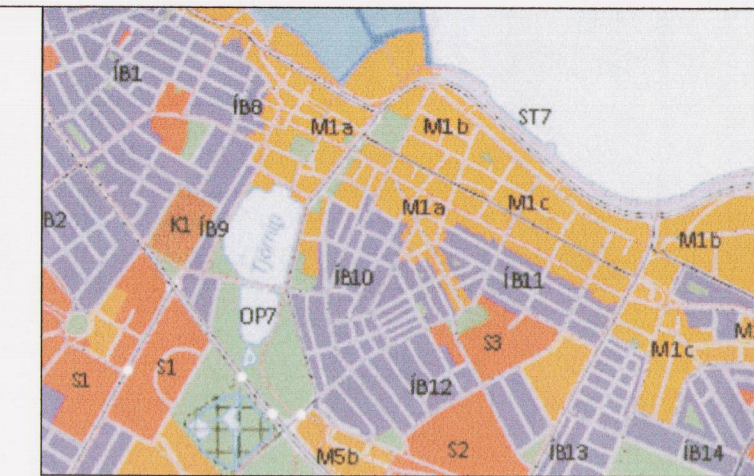 ÍB1
ÍB8
M1a
M1b
ST7
B2
K1
ÍB9
Tjörnin
M1a
M1c
M1b
ÍB10
ÍB11
OP7
S3
M1c
S1
S1
ÍB12
M5b
S2
ÍB13
ÍB14